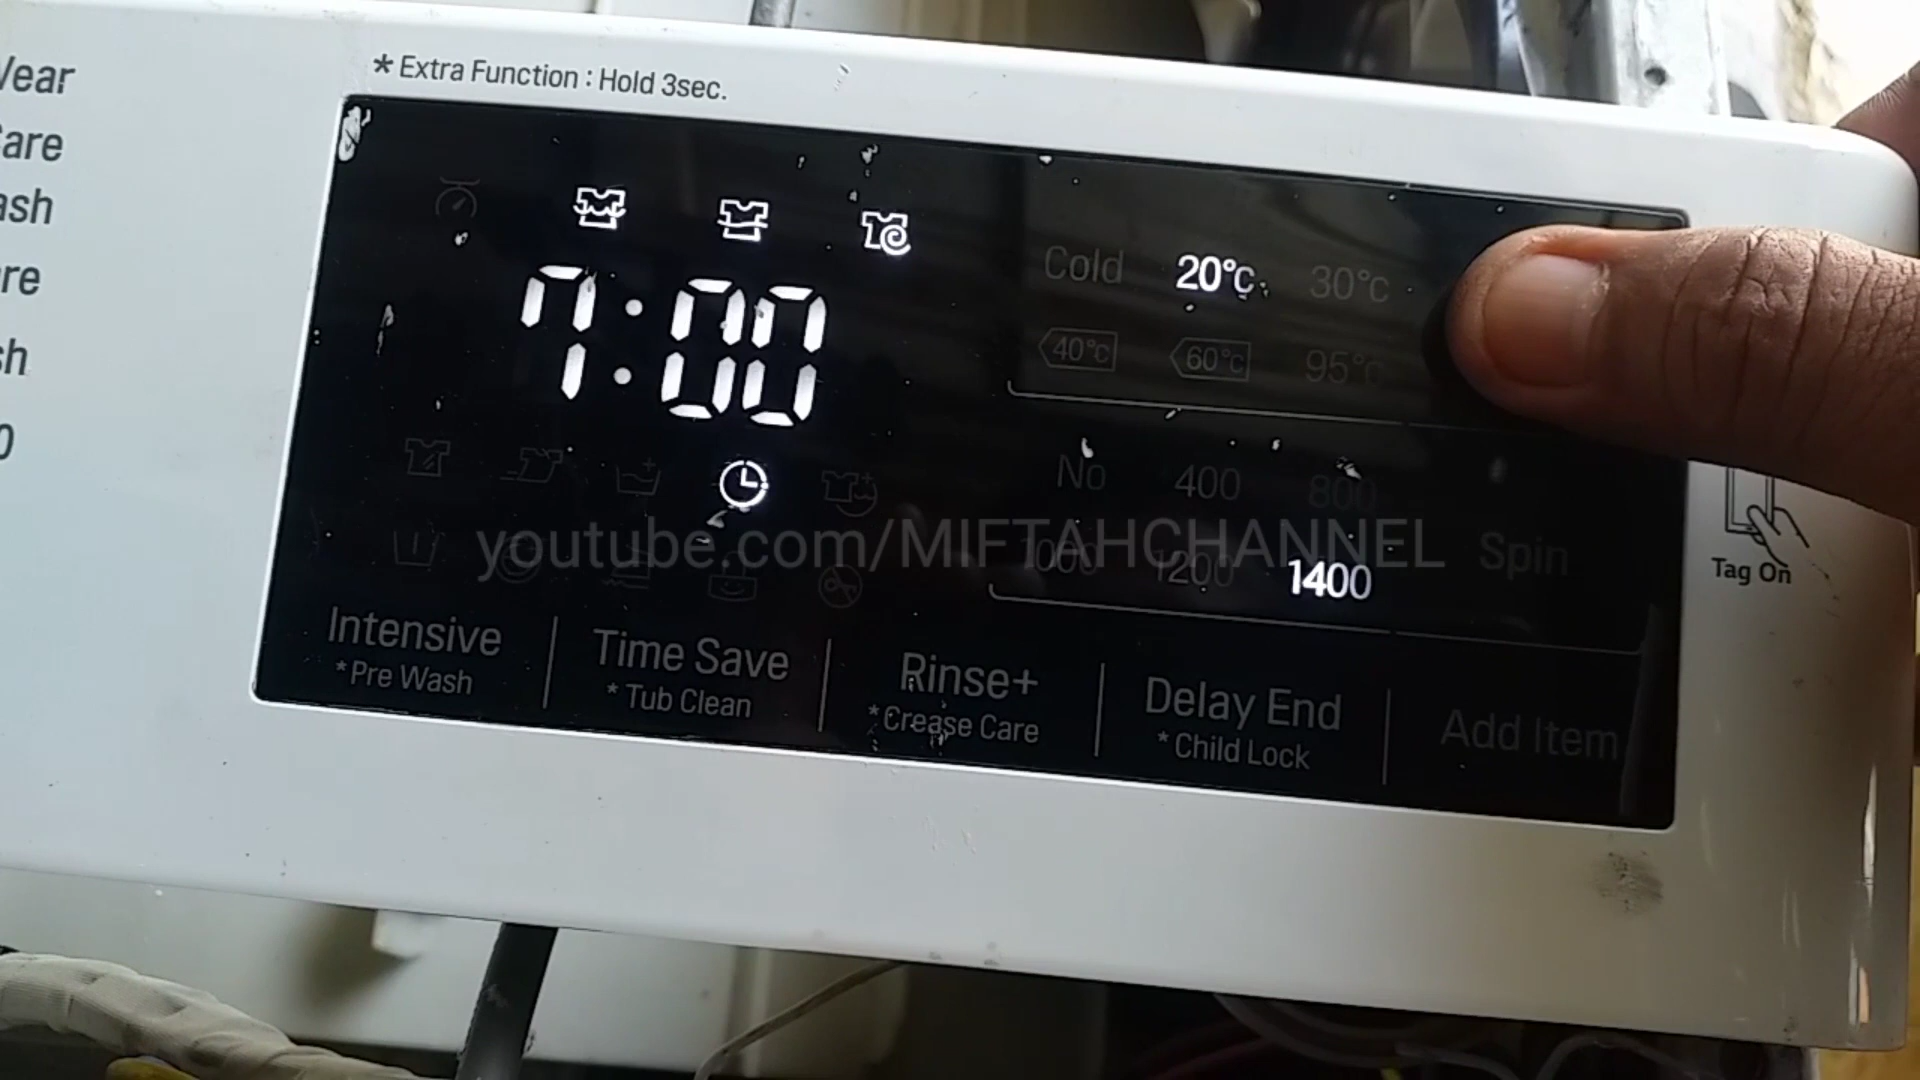 * Extra Function : Hold 3sec.
7:00
Cold 20°C 30°C
40°C 60°C 95°C
No 400 800
1200 1400
Spin
youtube.com/MIFTAHCHANNEL
Tag On
Intensive
*Pre Wash
Time Save
* Tub Clean
Rinse+
*Crease Care
Delay End
* Child Lock
Add Item